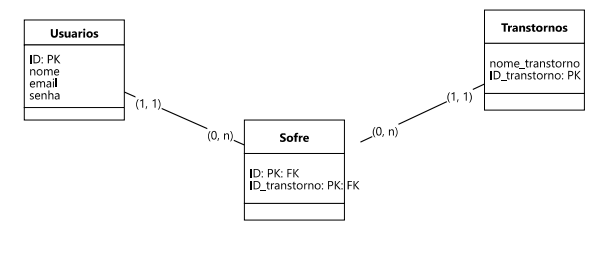 Usuarios
ID: PK
nome
email
senha
(1, 1)
(0, n)
Sofre
ID: PK: FK
ID_transtorno: PK: FK
(0, n)
(1, 1)
Transtornos
nome_transtorno
ID_transtorno: PK